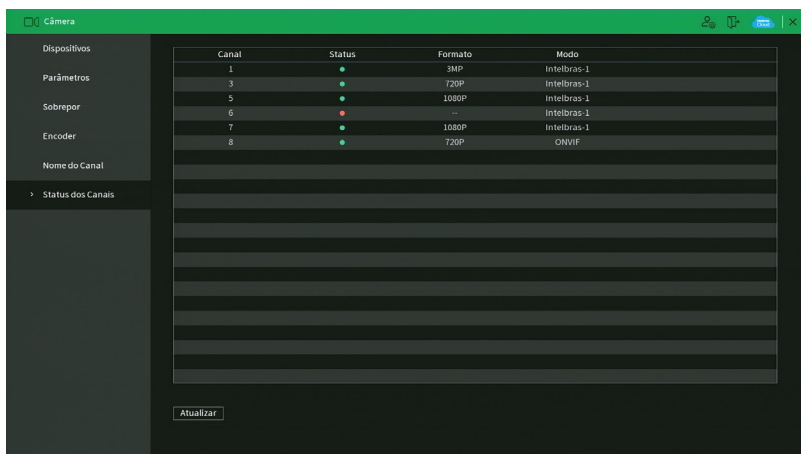 Câmera
Dispositivos
Parâmetros
Sobrepor
Encoder
Nome do Canal
> Status dos Canais
Canal Status Formato Modo
1 3MP Intelbras-1
3 720P Intelbras-1
5 1080P Intelbras-1
6 -- Intelbras-1
7 1080P Intelbras-1
8 720P ONVIF
Atualizar